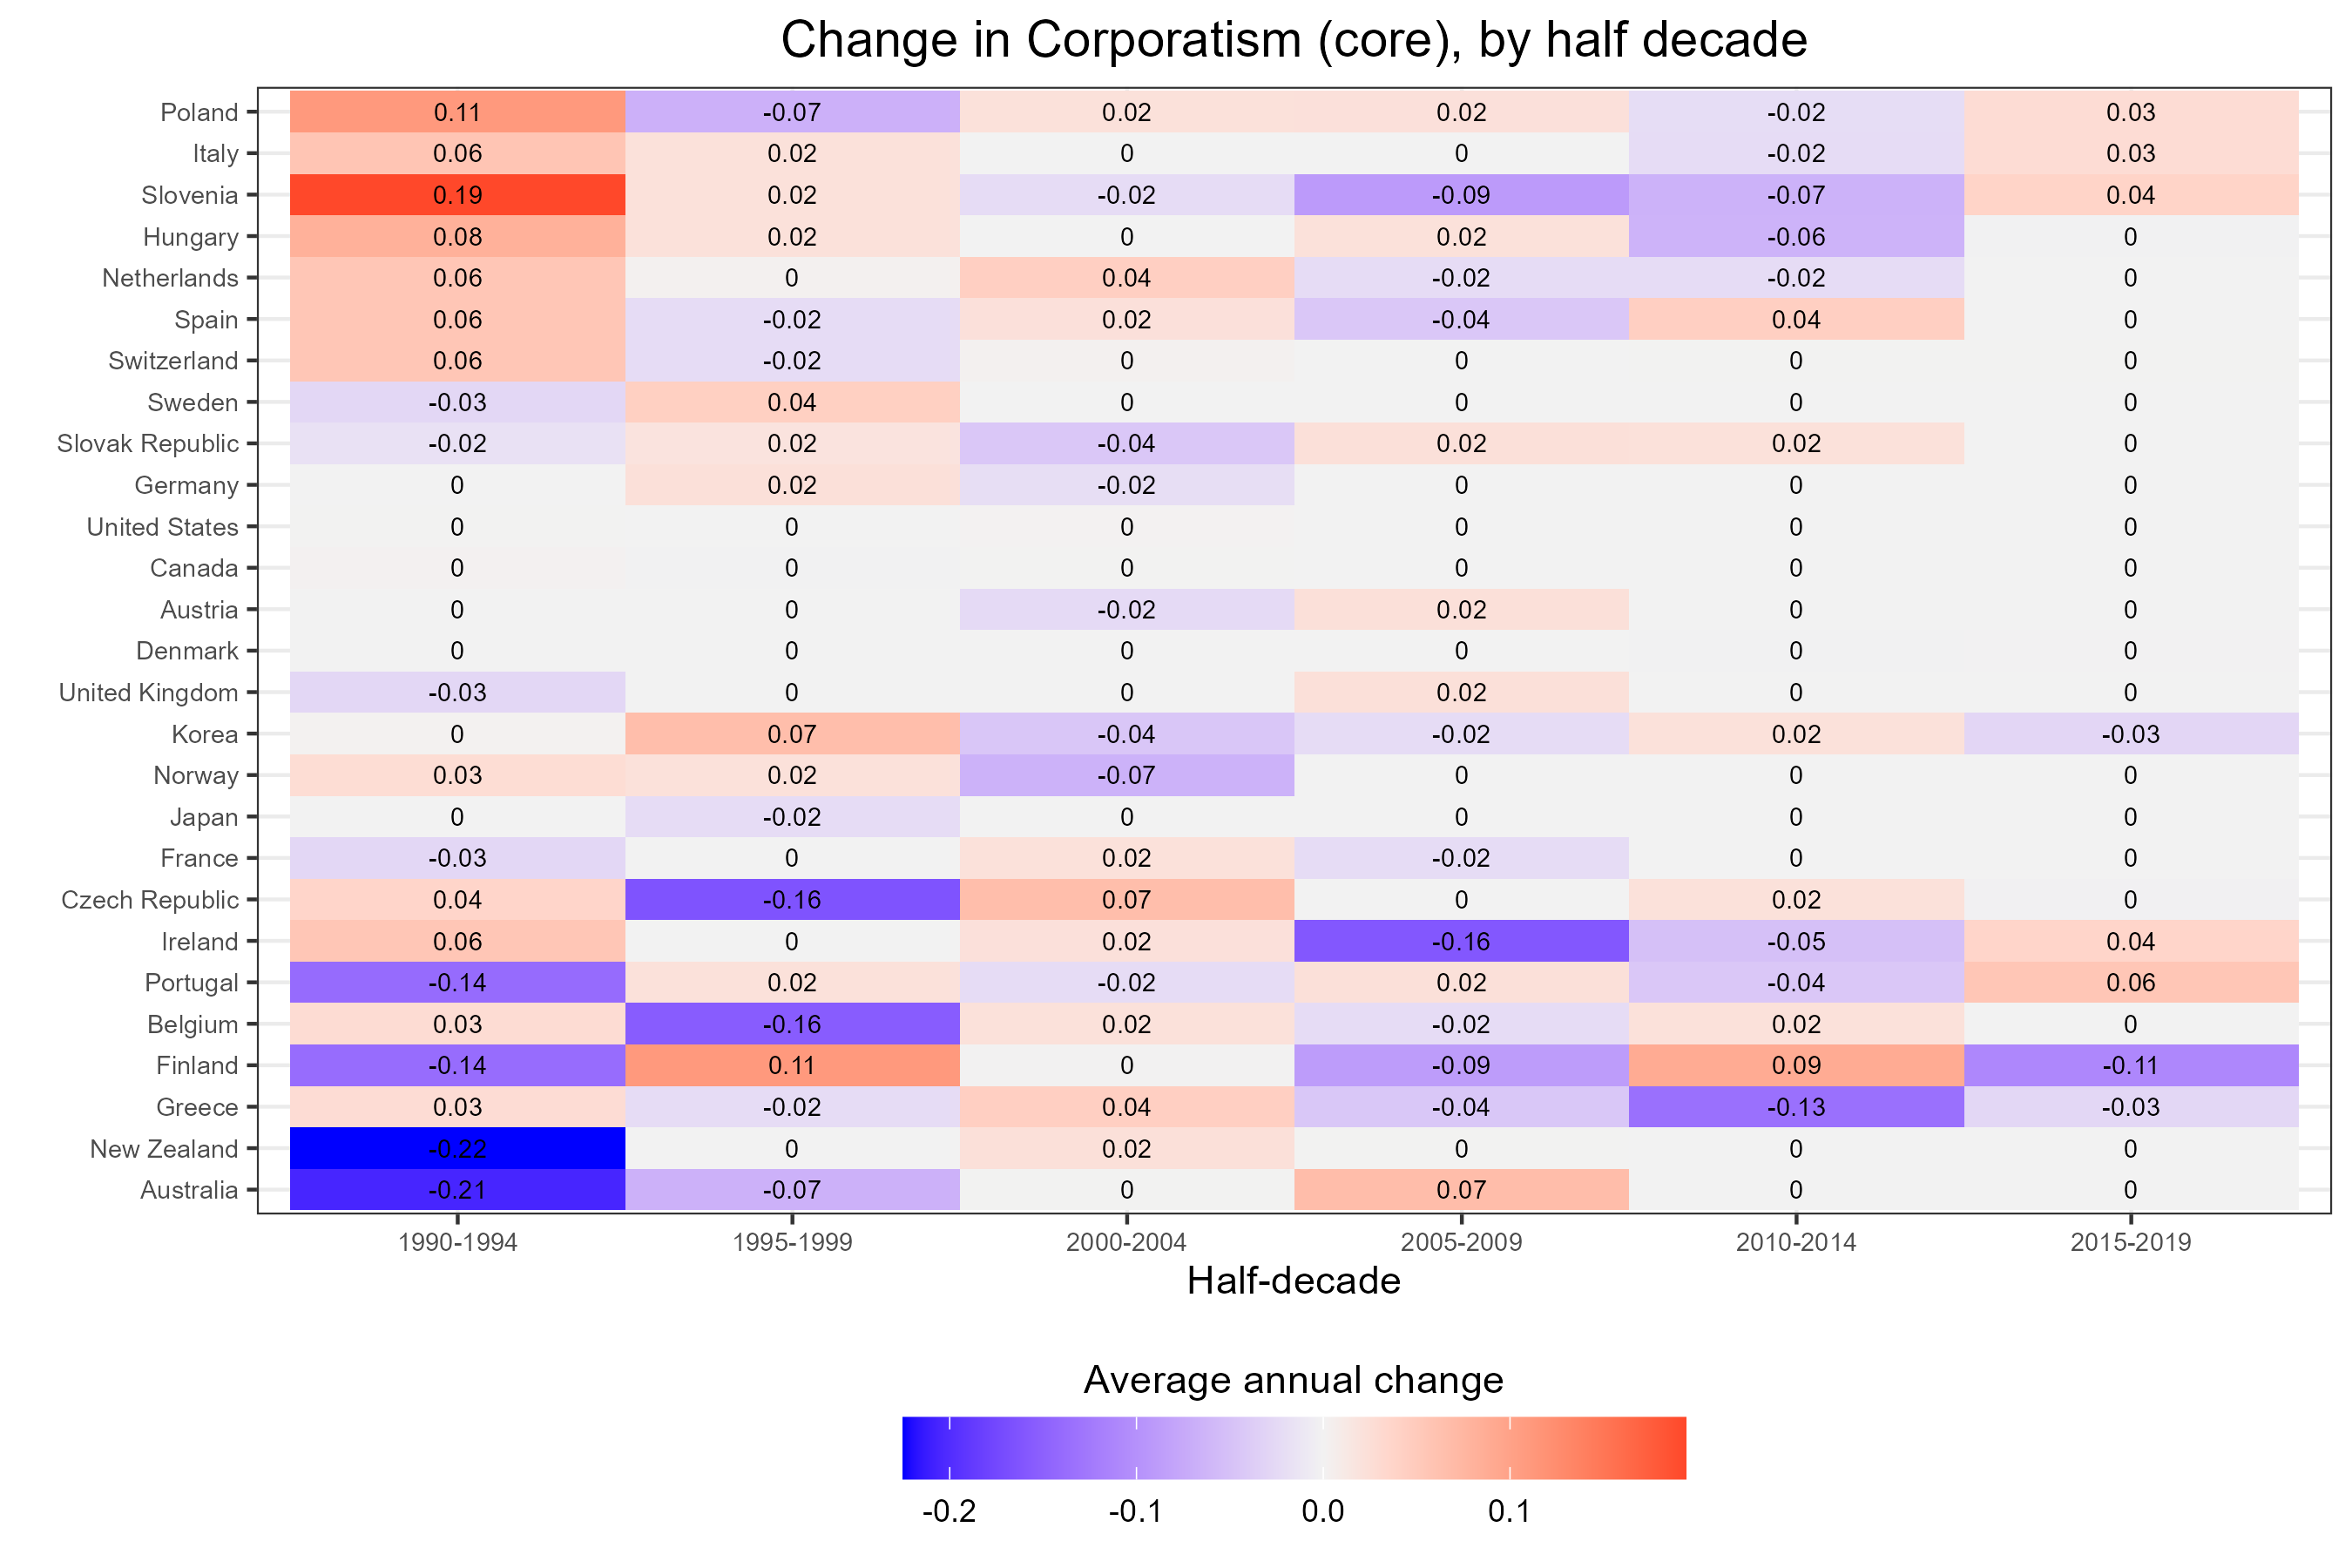 Change in Corporatism (core), by half decade
Poland 0.11 -0.07 0.02 0.02 -0.02 0.03
Italy 0.06 0.02 0 0 -0.02 0.03
Slovenia 0.19 0.02 -0.02 -0.09 -0.07 0.04
Hungary 0.08 0.02 0 0.02 -0.06 0
Netherlands 0.06 0 0.04 -0.02 -0.02 0
Spain 0.06 -0.02 0.02 -0.04 0.04 0
Switzerland 0.06 -0.02 0 0 0 0
Sweden -0.03 0.04 0 0 0 0
Slovak Republic -0.02 0.02 -0.04 0.02 0.02 0
Germany 0 0.02 -0.02 0 0 0
United States 0 0 0 0 0 0
Canada 0 0 0 0 0 0
Austria 0 0 -0.02 0.02 0 0
Denmark 0 0 0 0 0 0
United Kingdom -0.03 0 0 0.02 0 0
Korea 0 0.07 -0.04 -0.02 0.02 -0.03
Norway 0.03 0.02 -0.07 0 0 0
Japan 0 -0.02 0 0 0 0
France -0.03 0 0.02 -0.02 0 0
Czech Republic 0.04 -0.16 0.07 0 0.02 0
Ireland 0.06 0 0.02 -0.16 -0.05 0.04
Portugal -0.14 0.02 -0.02 0.02 -0.04 0.06
Belgium 0.03 -0.16 0.02 -0.02 0.02 0
Finland -0.14 0.11 0 -0.09 0.09 -0.11
Greece 0.03 -0.02 0.04 -0.04 -0.13 -0.03
New Zealand -0.22 0 0.02 0 0 0
Australia -0.21 -0.07 0 0.07 0 0
1990-1994 1995-1999 2000-2004 2005-2009 2010-2014 2015-2019
Half-decade
Average annual change
-0.2 -0.1 0.0 0.1